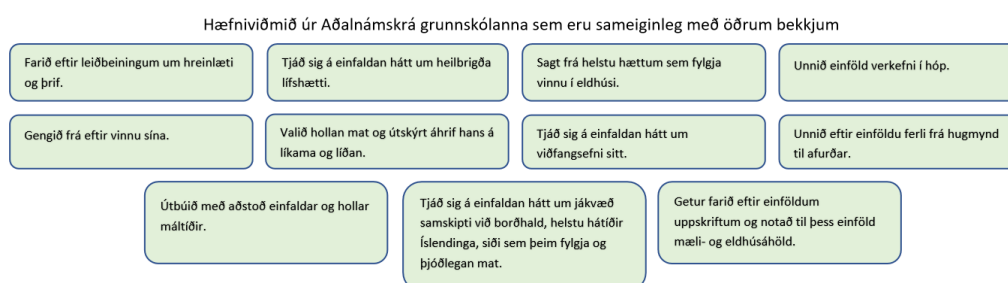 Hæfniviðmið úr Aðalnámskrá grunnskólanna sem eru sameiginleg með öðrum bekkjum
Farið eftir leiðbeiningum um hreinlæti
og þrif.
Tjáð sig á einfaldan hátt um heilbrigða
lífshætti.
Sagt frá helstu hættum sem fylgja
vinnu í eldhúsi.
Unnið einföld verkefni í hóp.
Gengið frá eftir vinnu sína.
Valið hollan mat og útskýrt áhrif hans á
líkama og líðan.
Tjáð sig á einfaldan hátt um
viðfangsefni sitt.
Unnið eftir einföldu ferli frá hugmynd
til afurðar.
Útbúið með aðstoð einfaldar og hollar
máltíðir.
Tjáð sig á einfaldan hátt um jákvæð
samskipti við borðhald, helstu hátíðir
Íslendinga, siði sem þeim fylgja og
þjóðlegan mat.
Getur farið eftir einföldum
uppskriftum og notað til þess einföld
mæli- og eldhúsáhöld.